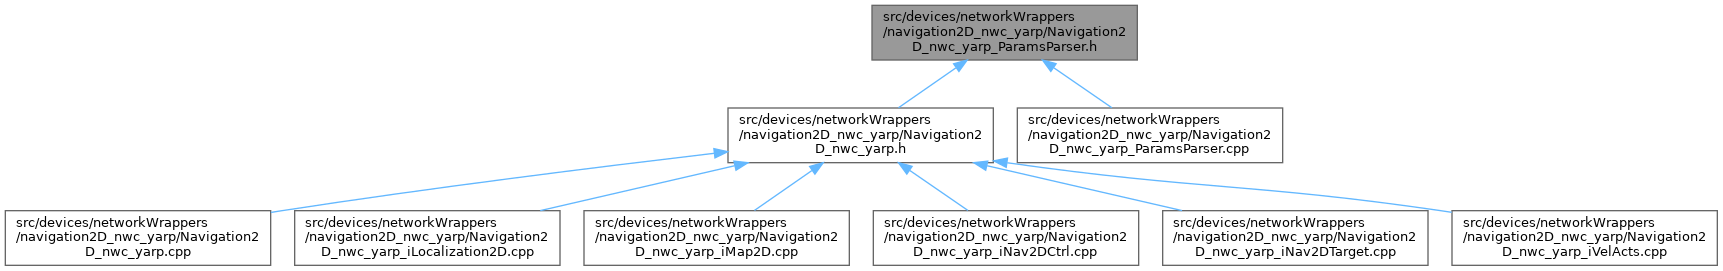 src/devices/networkWrappers
/navigation2D_nwc_yarp/Navigation2
D_nwc_yarp_ParamsParser.h
src/devices/networkWrappers
/navigation2D_nwc_yarp/Navigation2
D_nwc_yarp.h
src/devices/networkWrappers
/navigation2D_nwc_yarp/Navigation2
D_nwc_yarp_ParamsParser.cpp
src/devices/networkWrappers
/navigation2D_nwc_yarp/Navigation2
D_nwc_yarp.cpp
src/devices/networkWrappers
/navigation2D_nwc_yarp/Navigation2
D_nwc_yarp_iLocalization2D.cpp
src/devices/networkWrappers
/navigation2D_nwc_yarp/Navigation2
D_nwc_yarp_iMap2D.cpp
src/devices/networkWrappers
/navigation2D_nwc_yarp/Navigation2
D_nwc_yarp_iNav2DCtrl.cpp
src/devices/networkWrappers
/navigation2D_nwc_yarp/Navigation2
D_nwc_yarp_iNav2DTarget.cpp
src/devices/networkWrappers
/navigation2D_nwc_yarp/Navigation2
D_nwc_yarp_iVelActs.cpp